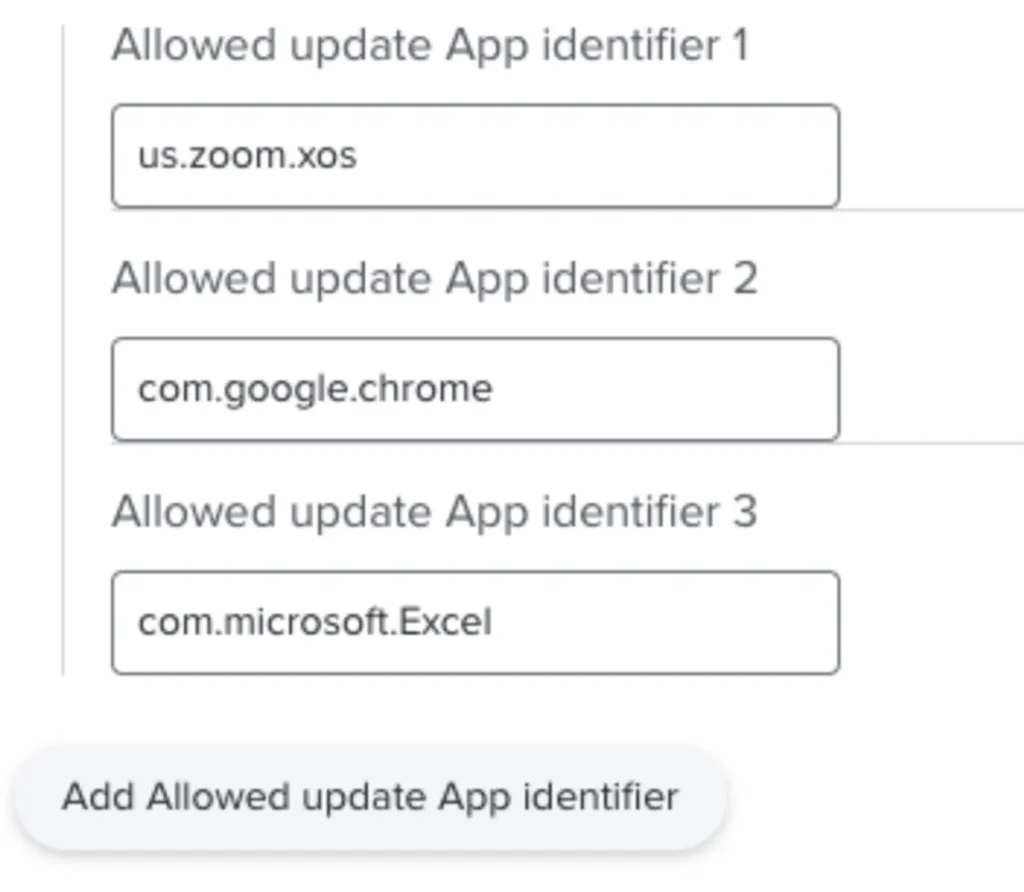 Allowed update App identifier 1
us.zoom.xos
Allowed update App identifier 2
com.google.chrome
Allowed update App identifier 3
com.microsoft.Excel
Add Allowed update App identifier